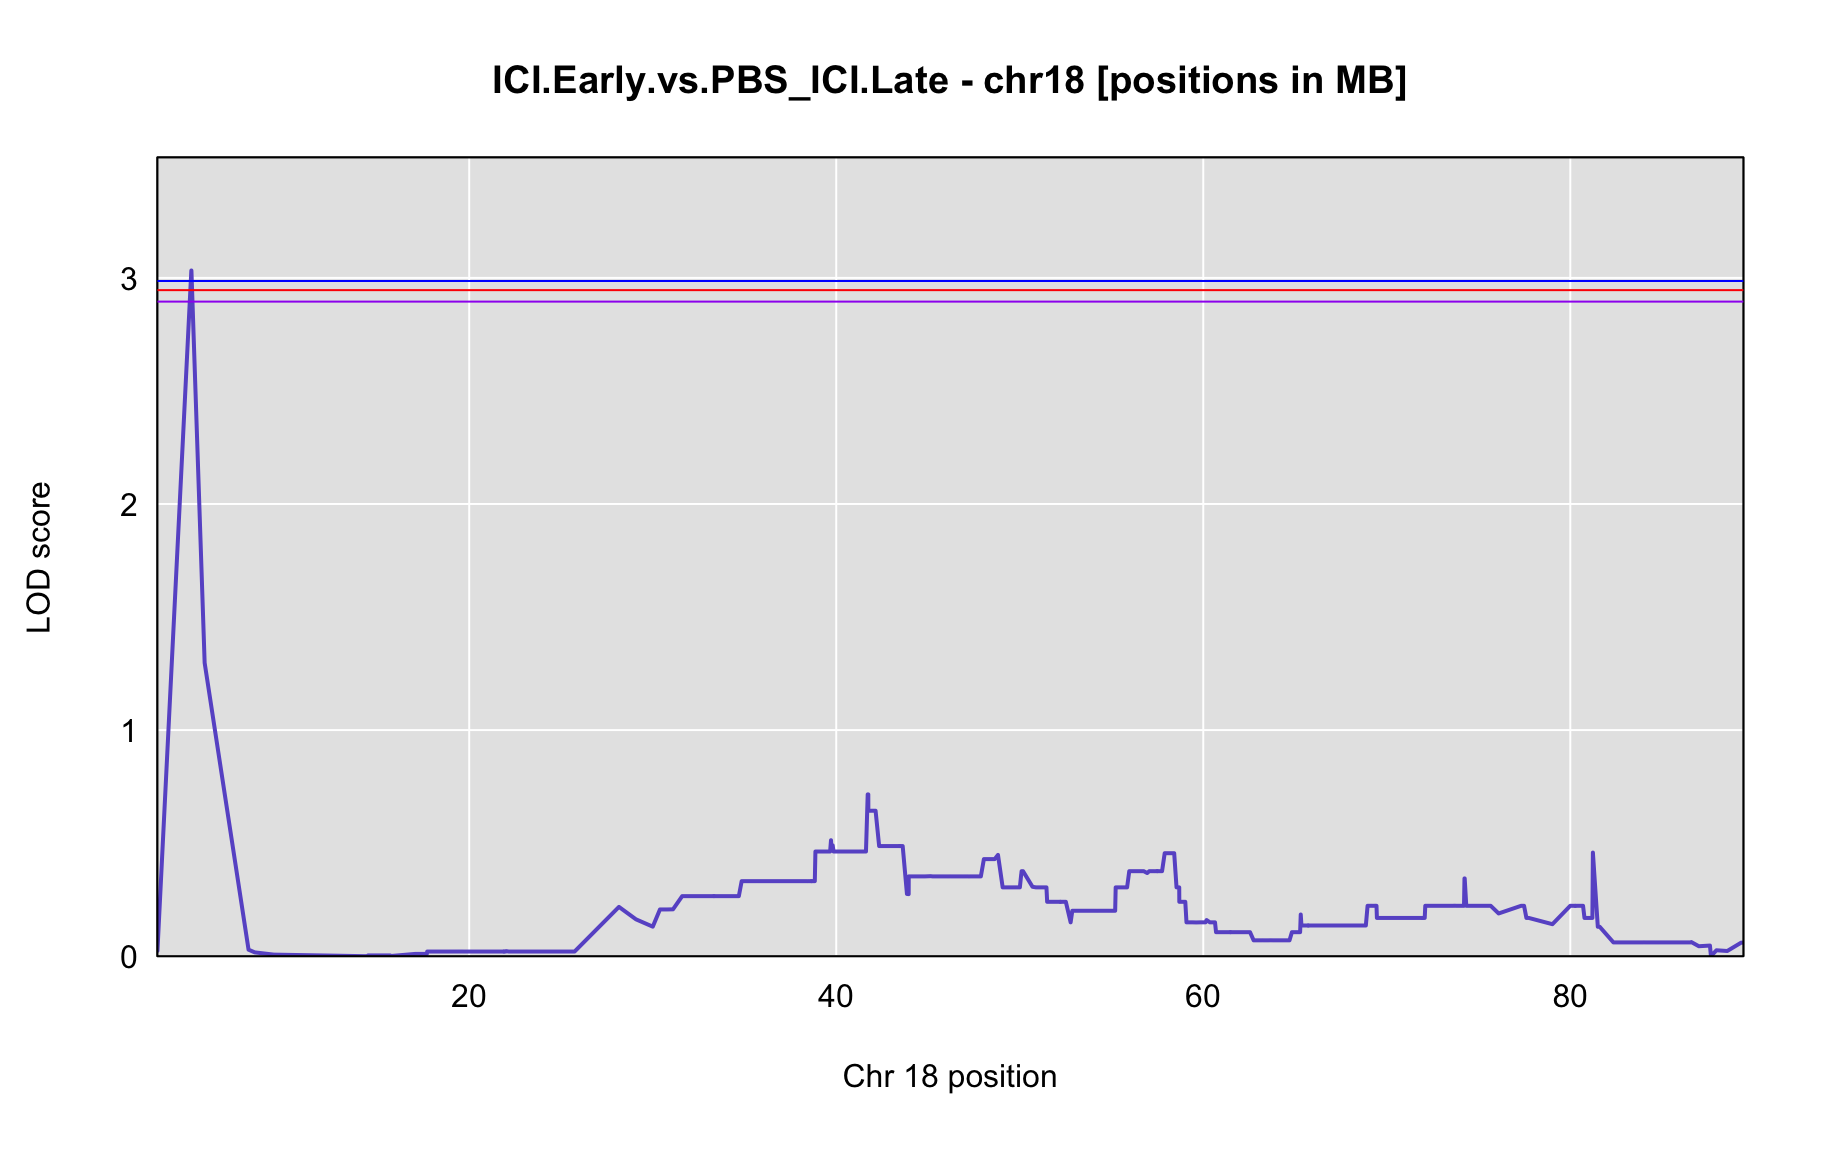 ICI.Early.vs.PBS_ICI.Late - chr18 [positions in MB]
3
2
1
0
LOD score
20 40 60 80
Chr 18 position